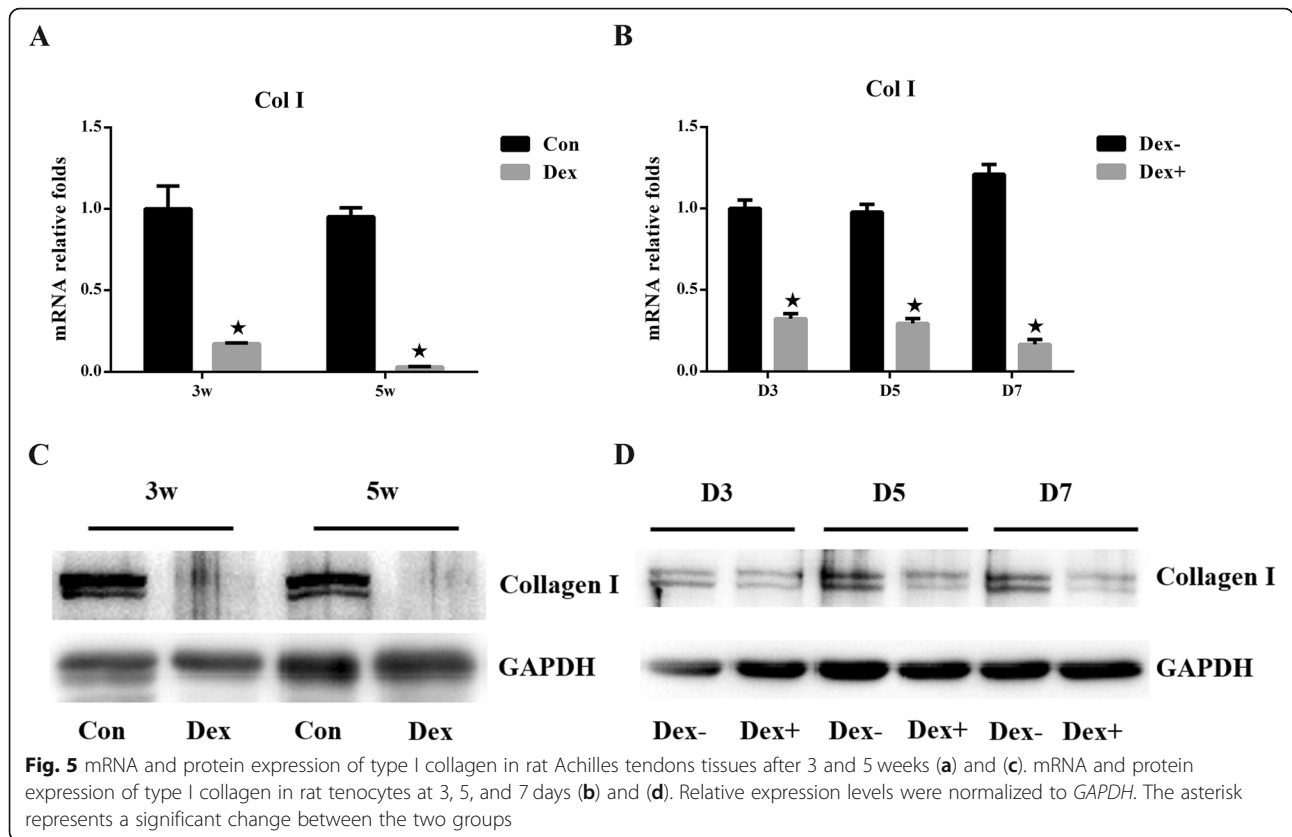 A
Col I
mRNA relative folds
1.5
1.0
0.5
0.0
★
★
3w
5w
Con
Dex
B
Col I
mRNA relative folds
1.5
1.0
0.5
0.0
★
★
★
D3
D5
D7
Dex-
Dex+
C
3w
5w
Collagen I
GAPDH
Con
Dex
Con
Dex
D
D3
D5
D7
Collagen I
GAPDH
Dex-
Dex+
Dex-
Dex+
Dex-
Dex+
Fig. 5 mRNA and protein expression of type I collagen in rat Achilles tendons tissues after 3 and 5 weeks (a) and (c). mRNA and protein
expression of type I collagen in rat tenocytes at 3, 5, and 7 days (b) and (d). Relative expression levels were normalized to GAPDH. The asterisk
represents a significant change between the two groups